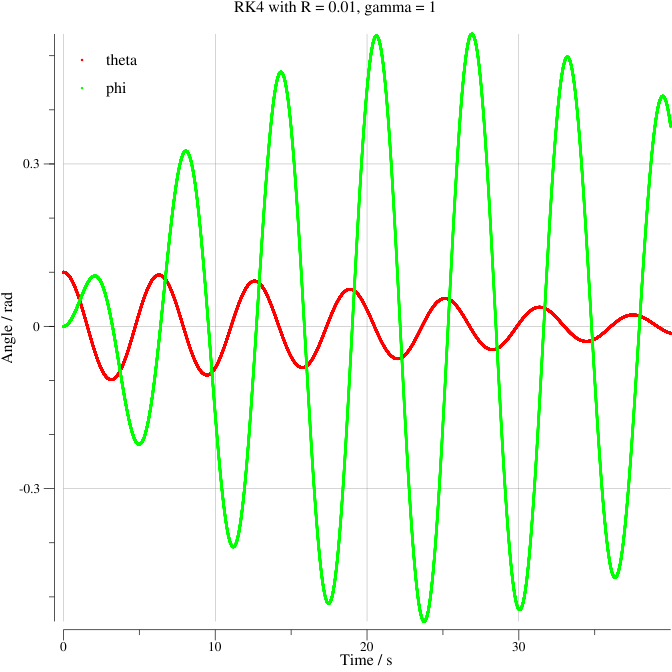 RK4 with R = 0.01, gamma = 1
theta
phi
0.3
0
-0.3
Angle / rad
0 10 20 30
Time / s